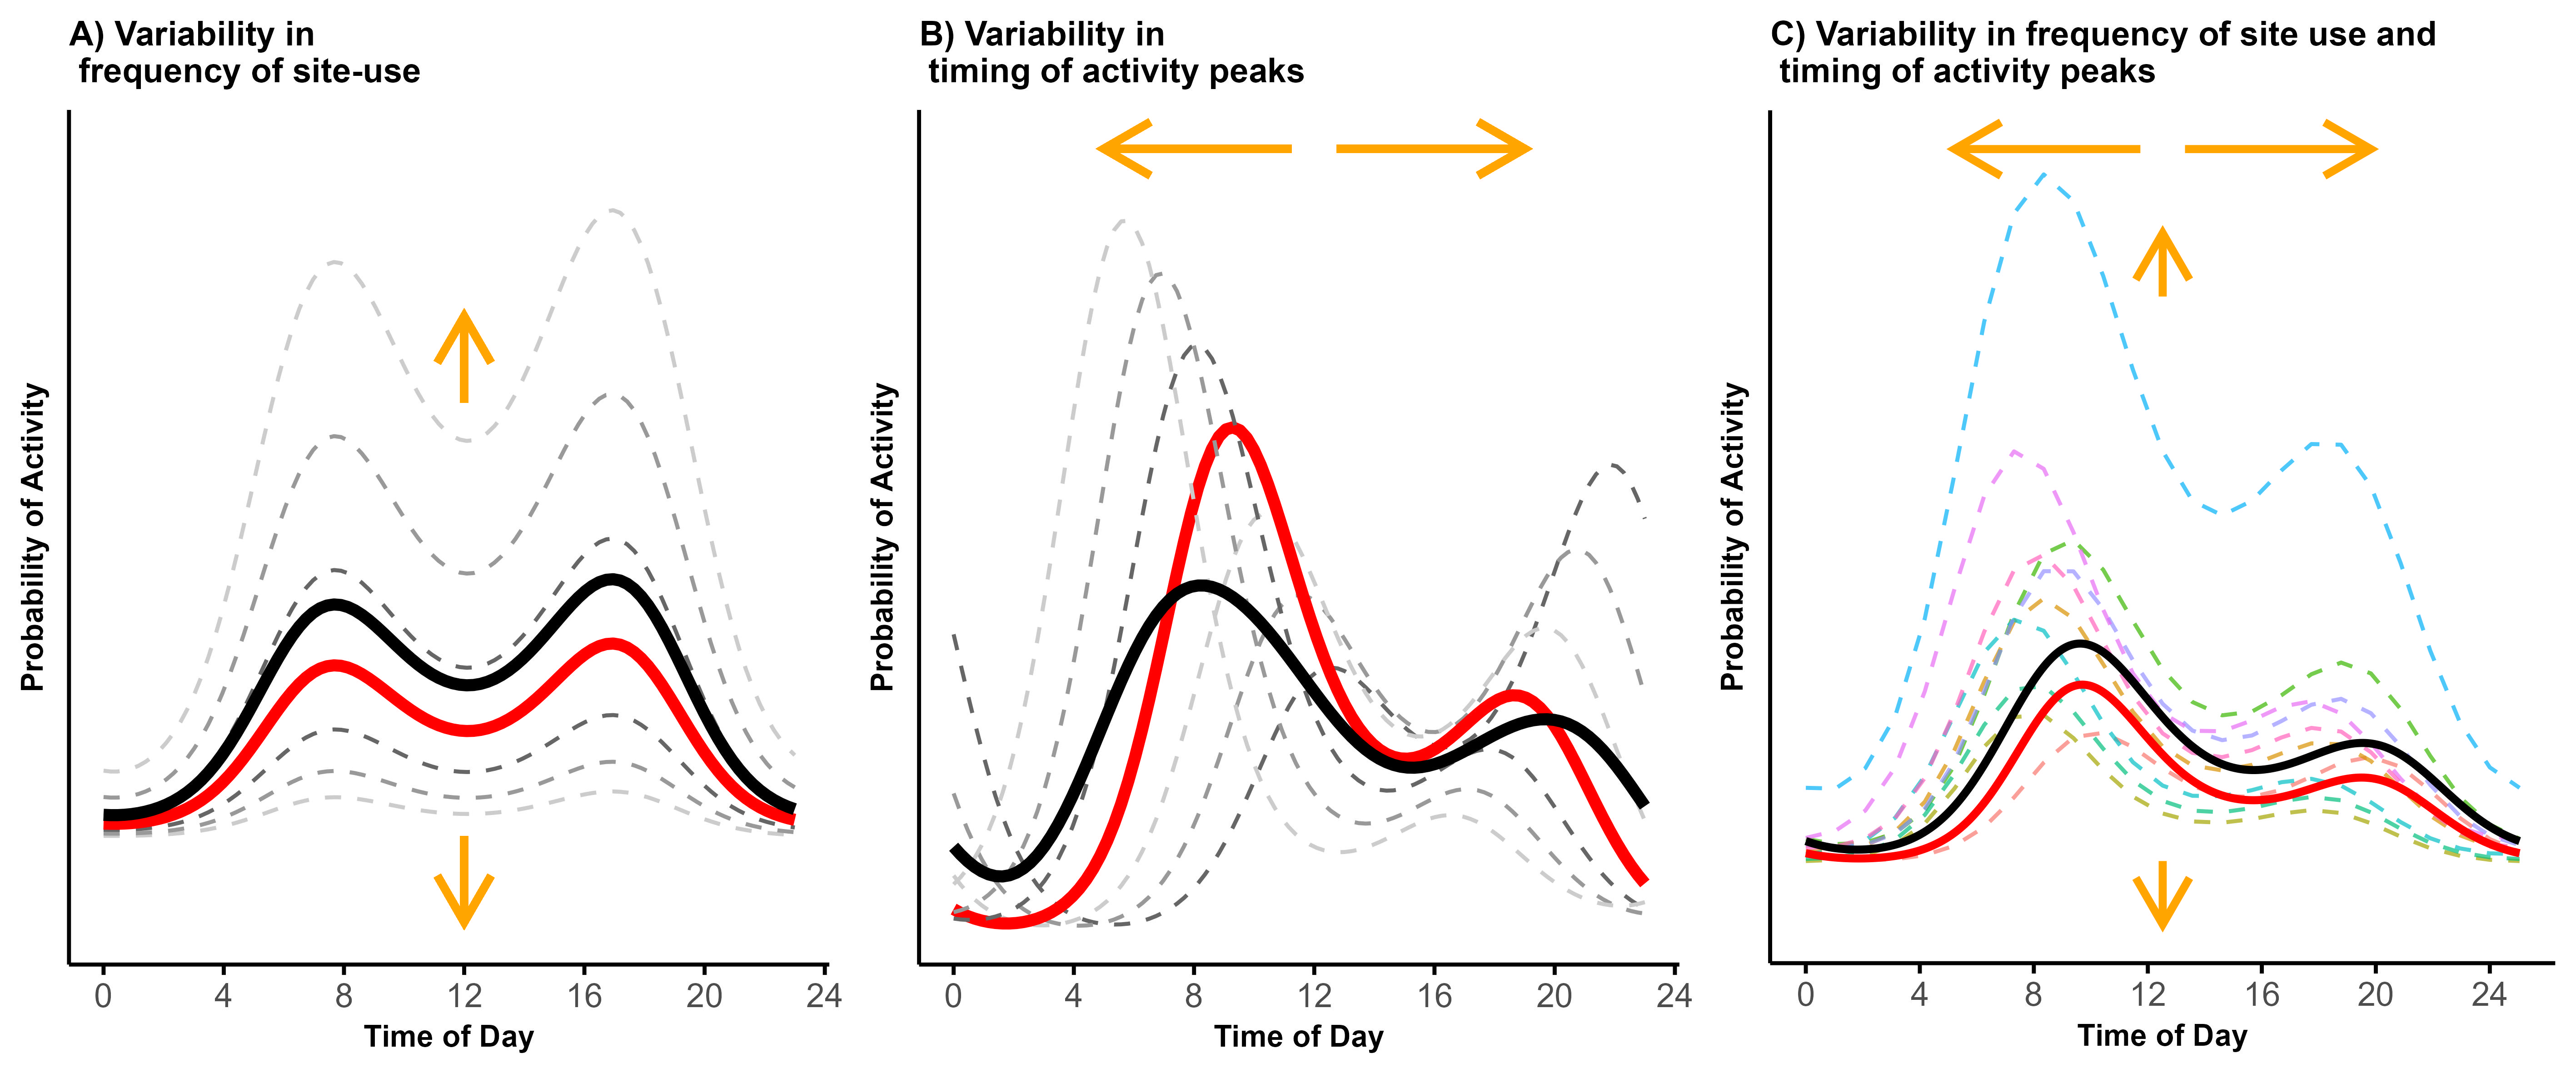 A) Variability in
frequency of site-use
Probability of Activity
0 4 8 12 16 20 24
Time of Day
B) Variability in
timing of activity peaks
Probability of Activity
0 4 8 12 16 20 24
Time of Day
C) Variability in frequency of site use and
timing of activity peaks
Probability of Activity
0 4 8 12 16 20 24
Time of Day